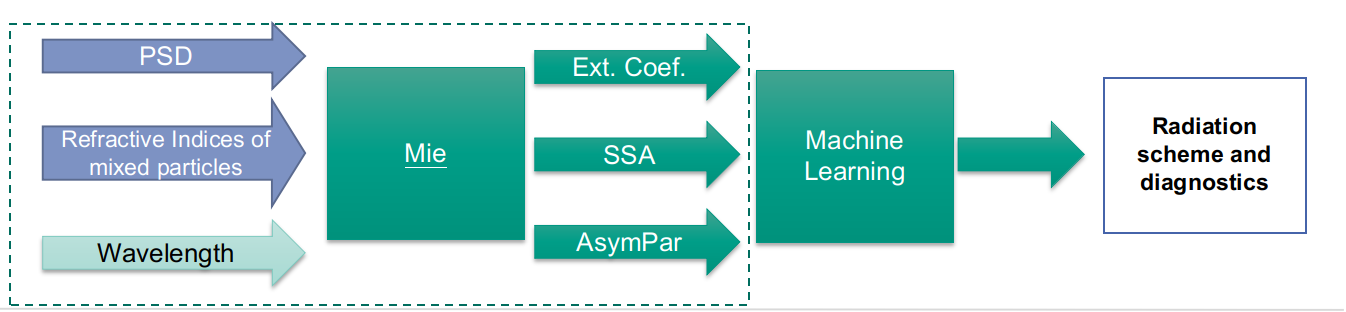 PSD
Refractive Indices of
mixed particles
Wavelength
Mie
Ext. Coef.
SSA
AsymPar
Machine
Learning
Radiation
scheme and
diagnostics